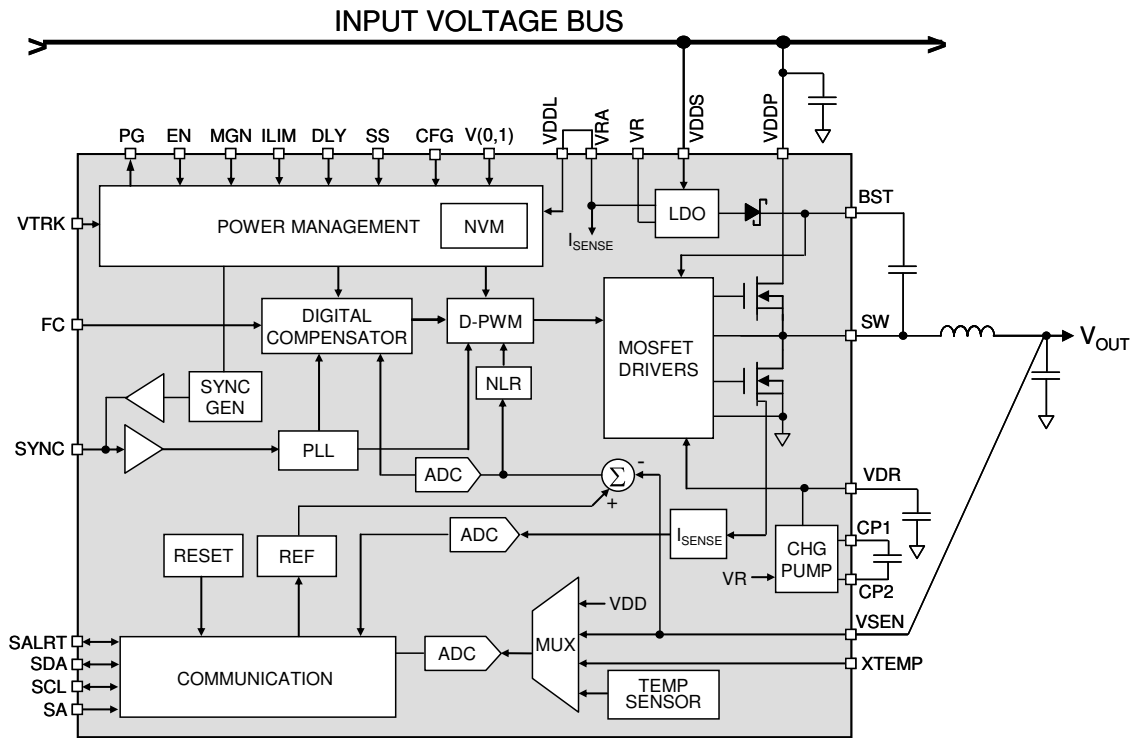 INPUT VOLTAGE BUS
PG
EN
MGN
ILIM
DLY
SS
CFG
V(0,1)
VDDL
VRA
VR
VDDS
VDDP
VTRK
POWER MANAGEMENT
NVM
I_SENSE
LDO
BST
FC
DIGITAL
COMPENSATOR
D-PWM
MOSFET
DRIVERS
SW
V_OUT
NLR
SYNC
GEN
SYNC
PLL
ADC
Σ
-
+
VDR
RESET
REF
ADC
I_SENSE
CHG
PUMP
VR
CP1
CP2
VDD
VSEN
MUX
XTEMP
TEMP
SENSOR
ADC
COMMUNICATION
SALRT
SDA
SCL
SA